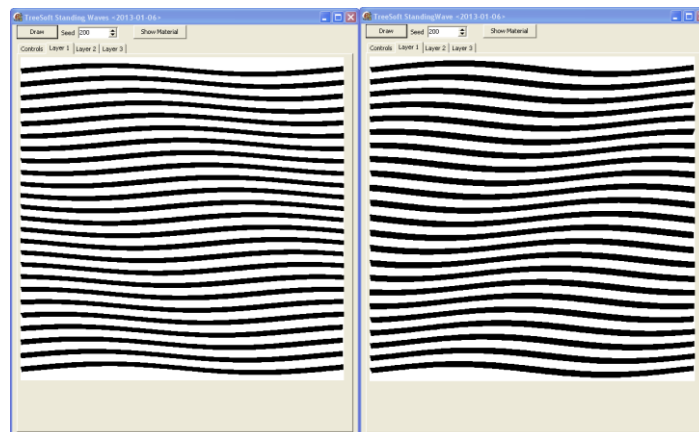 TreeSoft Standing Waves <2013-01-06>
Draw Seed 200 Show Material
Controls Layer 1 Layer 2 Layer 3
TreeSoft StandingWave <2013-01-06>
Draw Seed 200 Show Material
Controls Layer 1 Layer 2 Layer 3